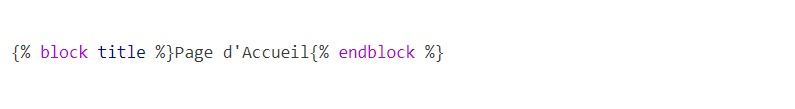 {% block title %}Page d'Accueil{% endblock %}